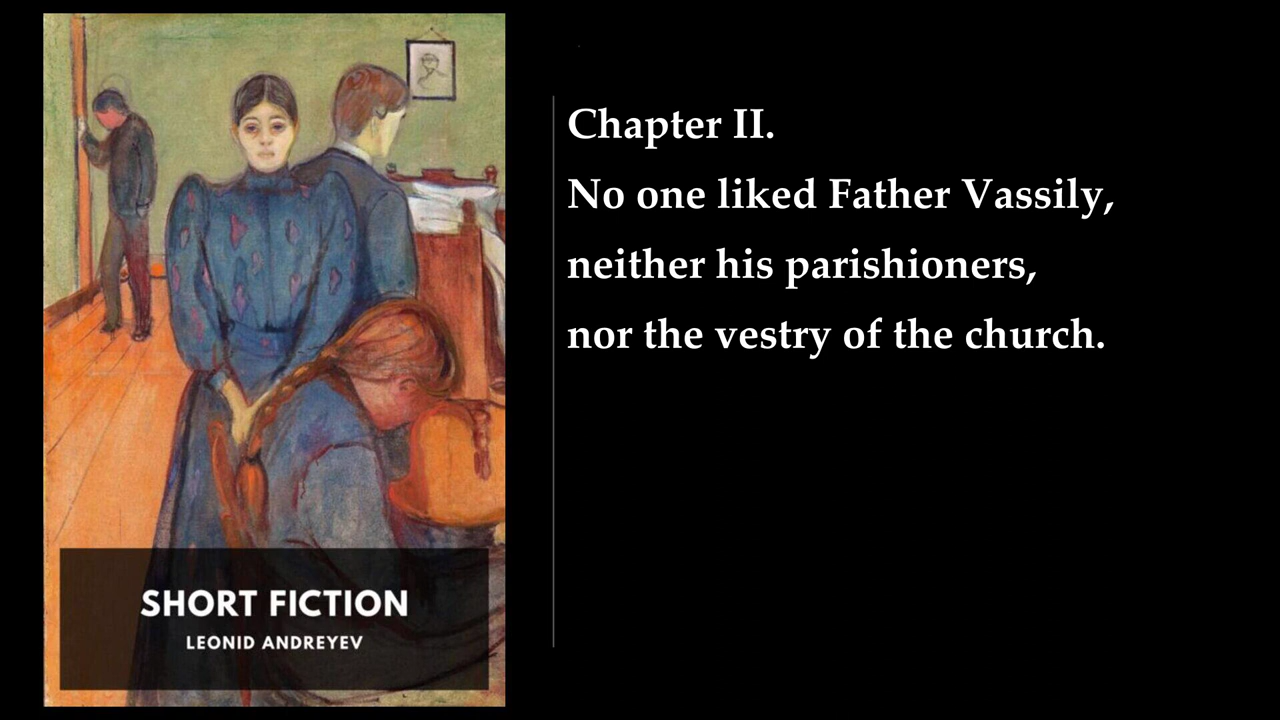 SHORT FICTION
LEONID ANDREYEV
Chapter II.
No one liked Father Vassily,
neither his parishioners,
nor the vestry of the church.